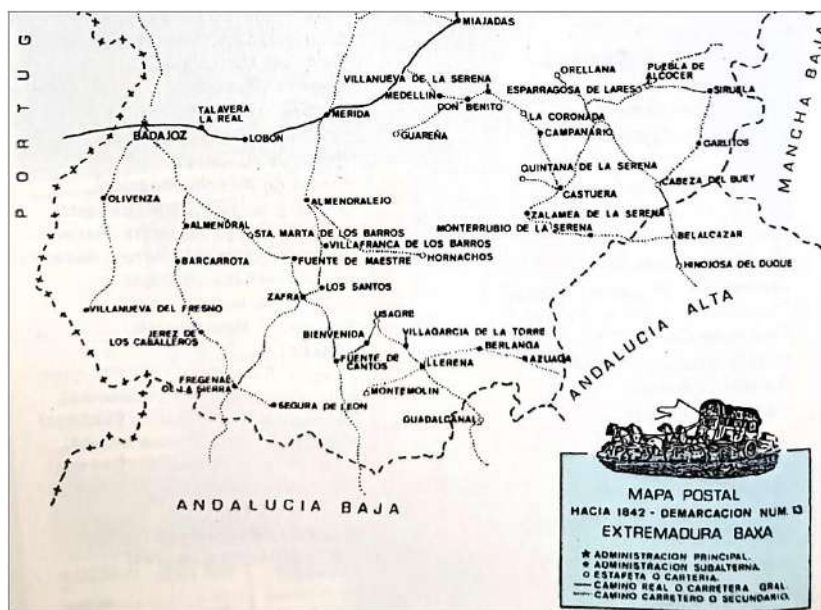 PORTUG
MIAJADAS
VILLANUEVA DE LA SERENA
ORELLANA
PUEBLA DE
ALCOCER
ESPARRAGOSA DE LARES
SIRUELA
MEDELLIN
DON BENITO
TALAVERA
LA REAL
MERIDA
LA CORONADA
CAMPANARIO
BADAJOZ
LOBON
GUAREÑA
GARLITOS
MANCHA BAJA
QUINTANA DE LA SERENA
CASTUERA
CABEZA DEL BUEY
OLIVENZA
ALMENDRALEJO
ZALAMEA DE LA SERENA
MONTERRUBIO DE LA SERENA
BELALCAZAR
ALMENDRAL
STA. MARTA DE LOS BARROS
VILLAFRANCA DE LOS BARROS
HORNACHOS
BARCARROTA
FUENTE DE MAESTRE
HINOJOSA DEL DUQUE
LOS SANTOS
ZAFRA
VILLANUEVA DEL FRESNO
USAGRE
ANDALUCIA ALTA
JEREZ DE
LOS CABALLEROS
BIENVENIDA
VILLAGARCIA DE LA TORRE
BERLANGA
FUENTE DE
CANTOS
LLERENA
AZUAGA
FREGENAL
DE LA SIERRA
MONTEMOLIN
SEGURA DE LEON
GUADALCANAL
ANDALUCIA BAJA
MAPA POSTAL
HACIA 1842 - DEMARCACION NUM. 13
EXTREMADURA BAXA
ADMINISTRACION PRINCIPAL.
ADMINISTRACION SUBALTERNA.
ESTAFETA O CARTERIA.
CAMINO REAL O CARRETERA GRAL.
CAMINO CARRETERO O SECUNDARIO.